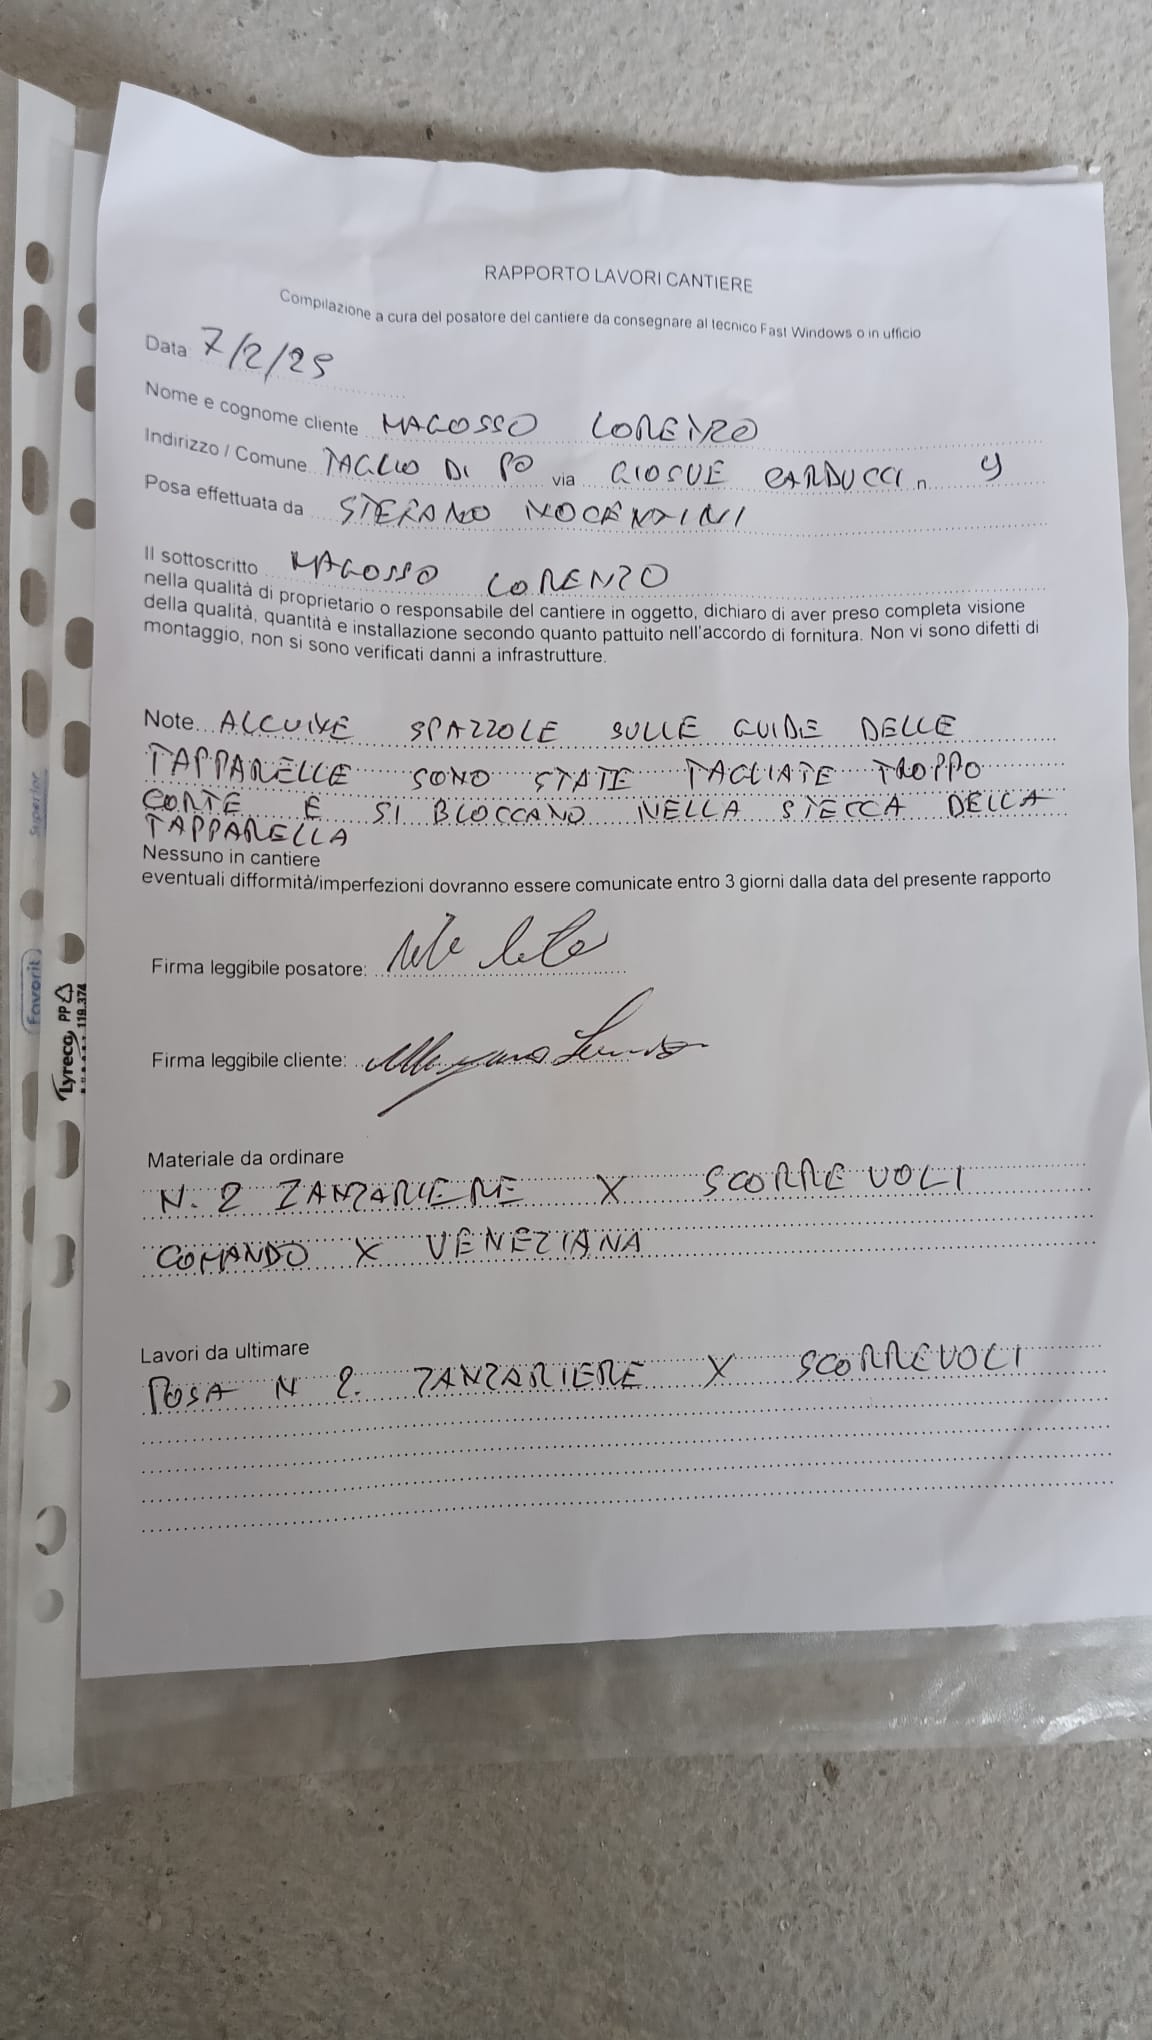 RAPPORTO LAVORI CANTIERE
Compilazione a cura del posatore del cantiere da consegnare al tecnico Fast Windows o in ufficio
Data 7/2/25
Nome e cognome cliente MAGOSSO LORENZO
Indirizzo / Comune TAGLIO DI PO via GIOSUE CARDUCCI n.
Posa effettuata da STEFANO NOCENTINI
Il sottoscritto MAGOSSO LORENZO
nella qualità di proprietario o responsabile del cantiere in oggetto, dichiaro di aver preso completa visione
della qualità, quantità e installazione secondo quanto pattuito nell'accordo di fornitura. Non vi sono difetti di
montaggio, non si sono verificati danni a infrastrutture.
Note ALCUNE SPAZZOLE SULLE GUIDE DELLE
TAPPARELLE SONO STATE TAGLIATE TROPPO
CORTE E SI BLOCCANO NELLA STECCA DELLA
TAPPARELLA
Nessuno in cantiere
eventuali difformità/imperfezioni dovranno essere comunicate entro 3 giorni dalla data del presente rapporto
Firma leggibile posatore:
Firma leggibile cliente:
Materiale da ordinare
N. 2 ZANZARIERE X SCORREVOLI
COMANDO X VENEZIANA
Lavori da ultimare
POSA N 2. ZANZARIERE X SCORREVOLI
Superior
Favorit
Lyreco PP
119.374